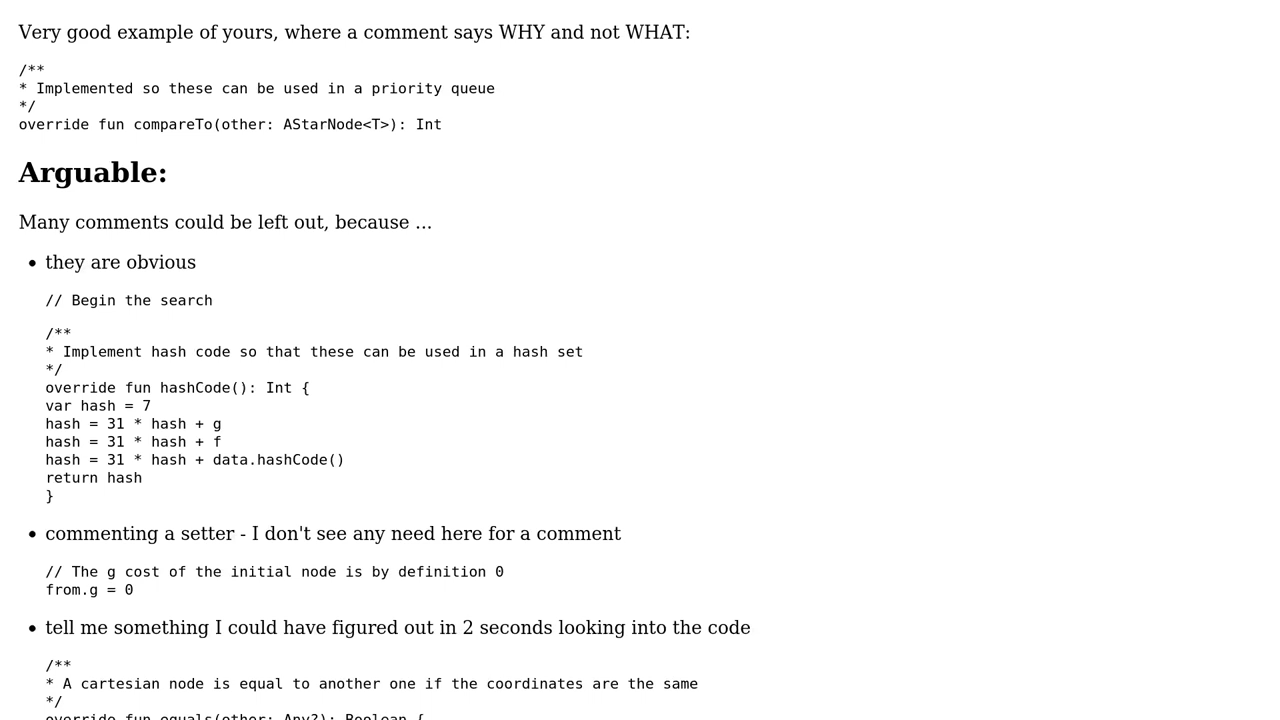 Very good example of yours, where a comment says WHY and not WHAT:
/**
* Implemented so these can be used in a priority queue
*/
override fun compareTo(other: AStarNode<T>): Int
Arguable:
Many comments could be left out, because ...
• they are obvious
// Begin the search
/**
* Implement hash code so that these can be used in a hash set
*/
override fun hashCode(): Int {
var hash = 7
hash = 31 * hash + g
hash = 31 * hash + f
hash = 31 * hash + data.hashCode()
return hash
}
• commenting a setter - I don't see any need here for a comment
// The g cost of the initial node is by definition 0
from.g = 0
• tell me something I could have figured out in 2 seconds looking into the code
/**
* A cartesian node is equal to another one if the coordinates are the same
*/
override fun equals(other: Any?): Boolean {